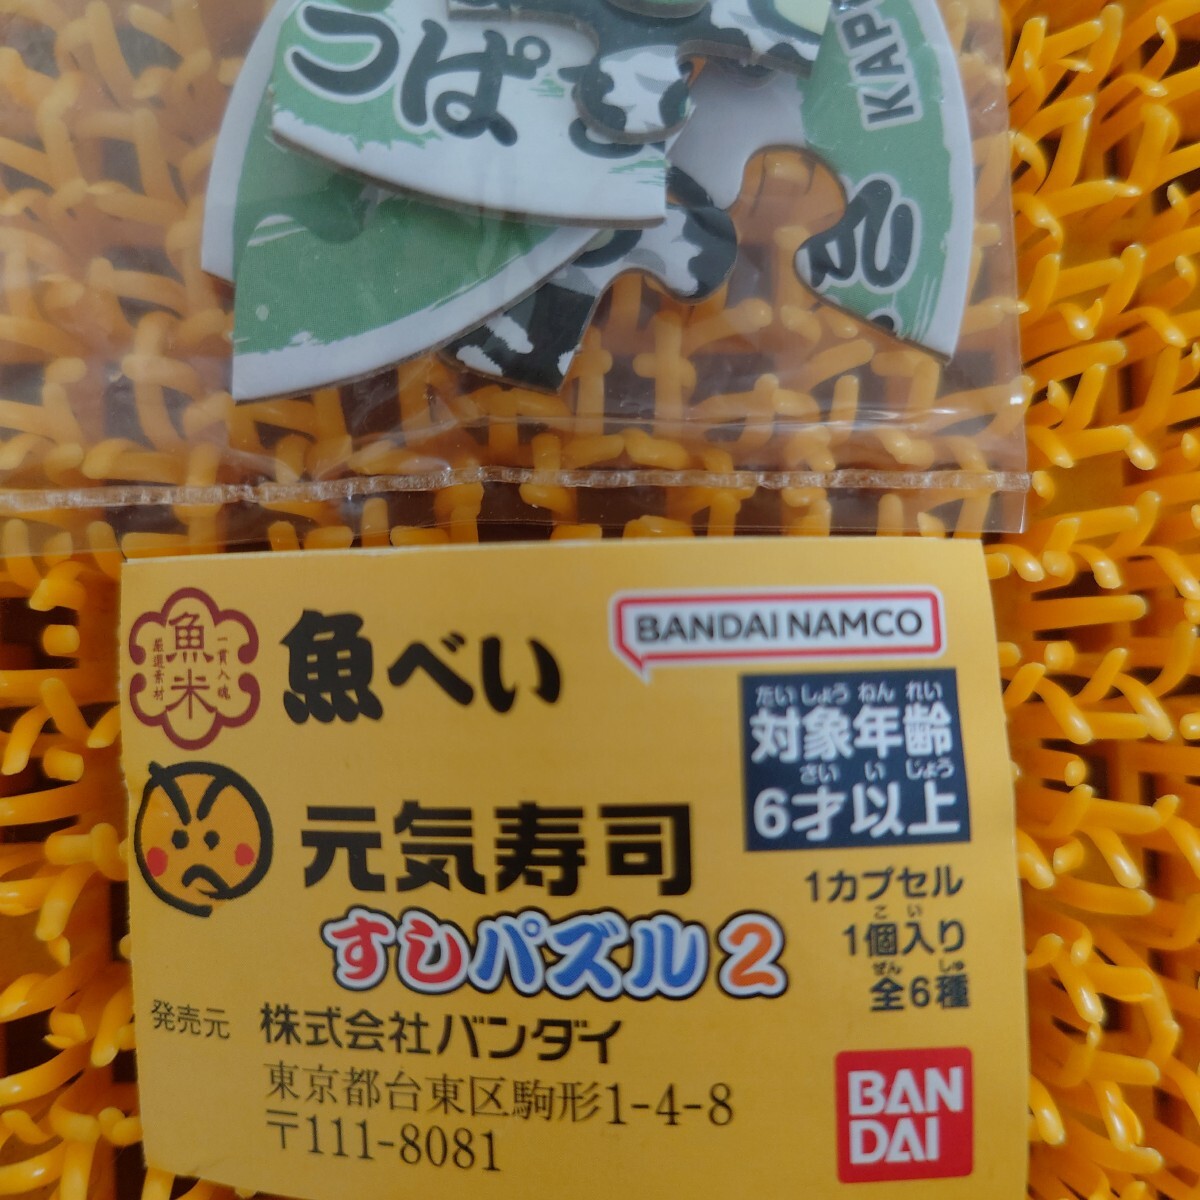 っぱ
KAP
一貫入魂
魚米
厳選素材
魚べい
BANDAI NAMCO
たいしょう ねん れい
対象年齢
さい い じょう
6才以上
元気寿司
すしパズル2
1カプセル
こ い
1個入り
ぜん しゅ
全6種
発売元 株式会社バンダイ
東京都台東区駒形1-4-8
〒111-8081
BAN
DAI